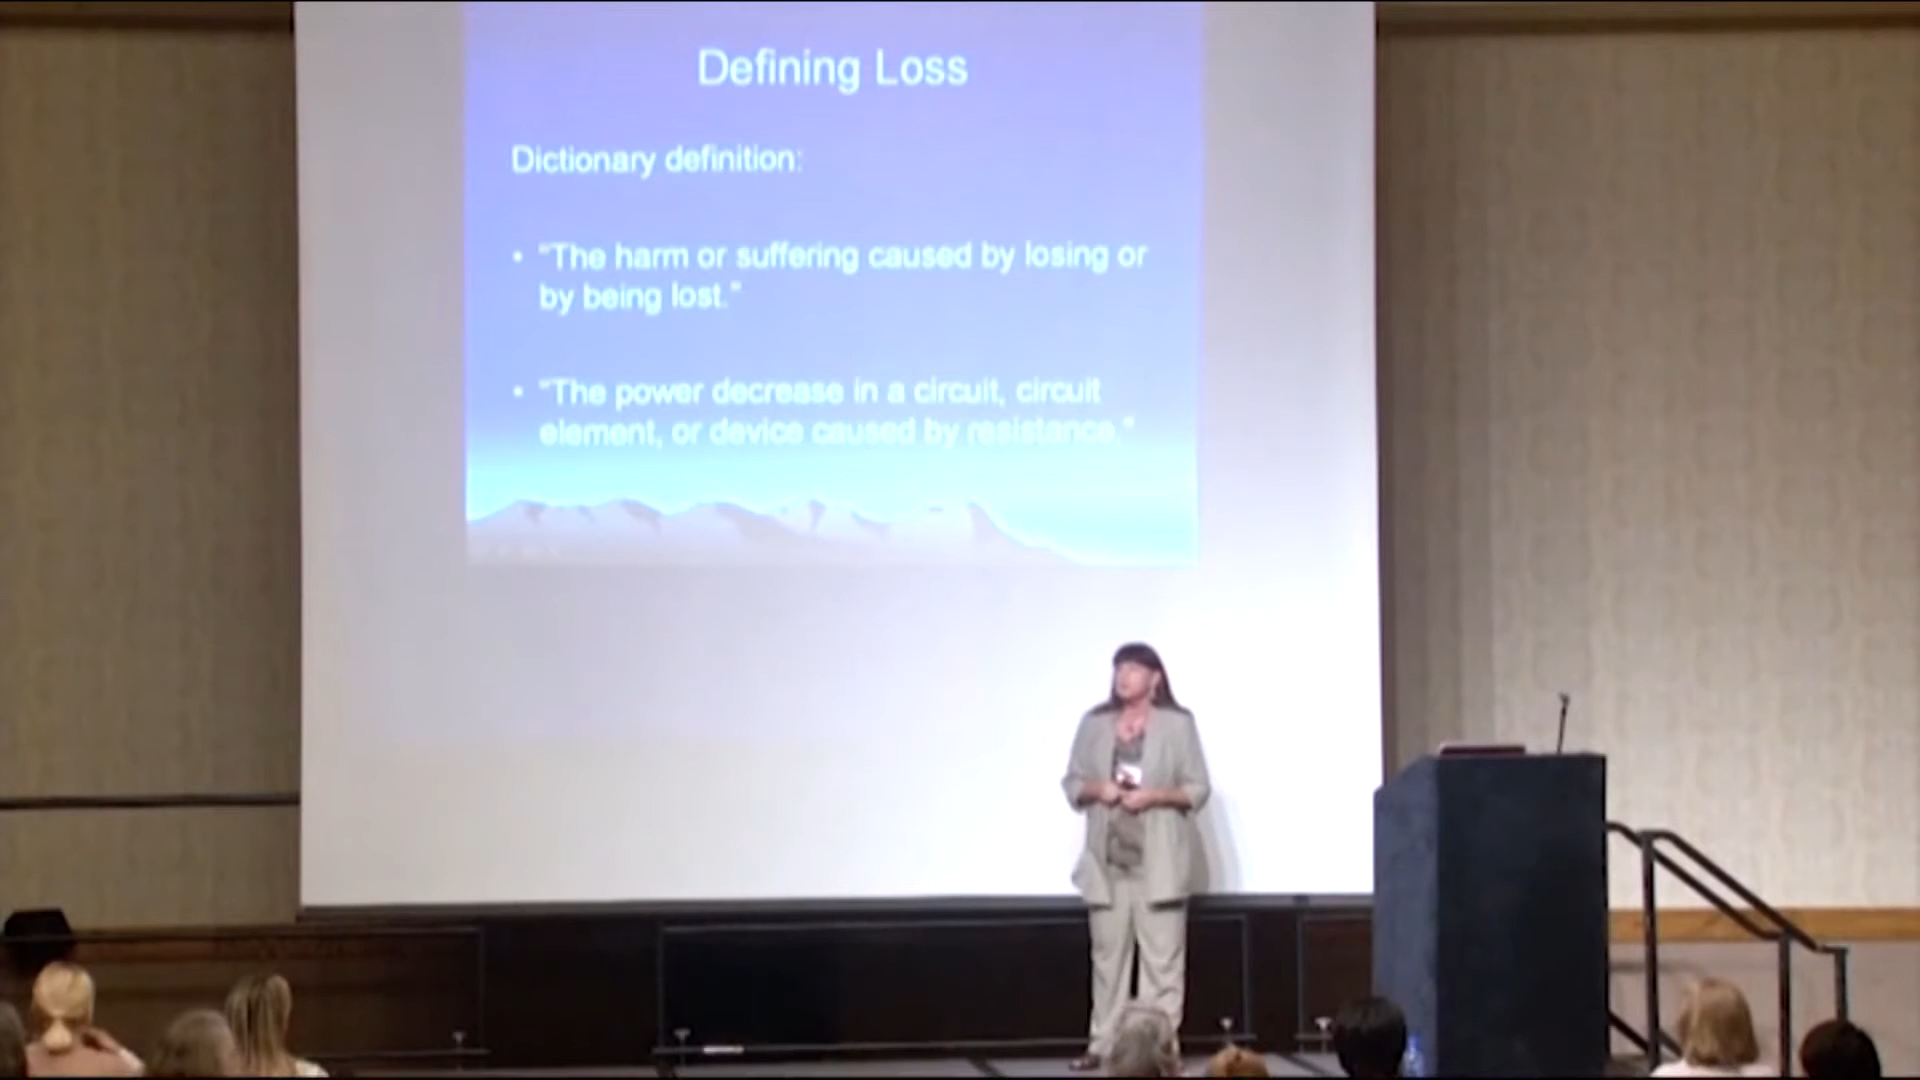 Defining Loss
Dictionary definition:
• "The harm or suffering caused by losing or
by being lost."
• "The power decrease in a circuit, circuit
element, or device caused by resistance."